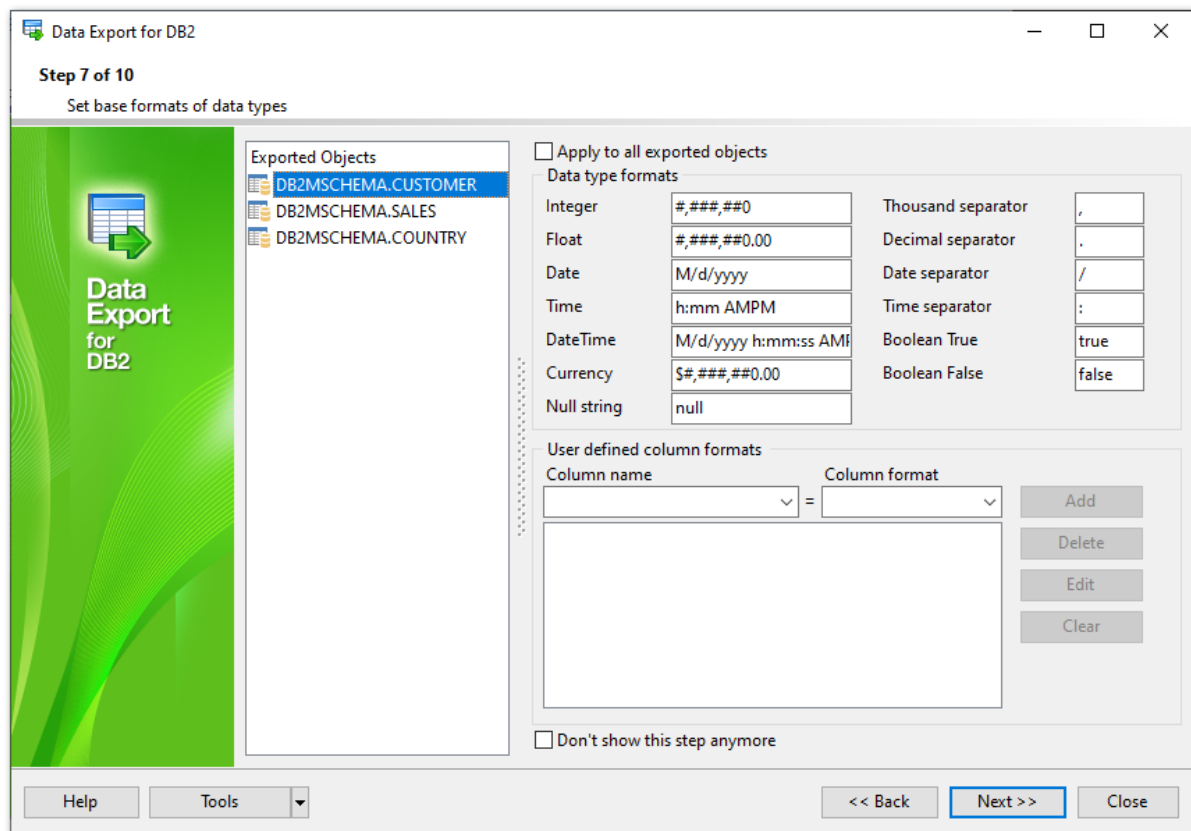 Data Export for DB2
Step 7 of 10
Set base formats of data types
Data
Export
for
DB2
Exported Objects
DB2MSCHEMA.CUSTOMER
DB2MSCHEMA.SALES
DB2MSCHEMA.COUNTRY
Apply to all exported objects
Data type formats
Integer #,###,##0 Thousand separator ,
Float #,###,##0.00 Decimal separator .
Date M/d/yyyy Date separator /
Time h:mm AMPM Time separator :
DateTime M/d/yyyy h:mm:ss AMP Boolean True true
Currency $#,###,##0.00 Boolean False false
Null string null
User defined column formats
Column name Column format
= Add
Delete
Edit
Clear
Don't show this step anymore
Help Tools << Back Next >> Close